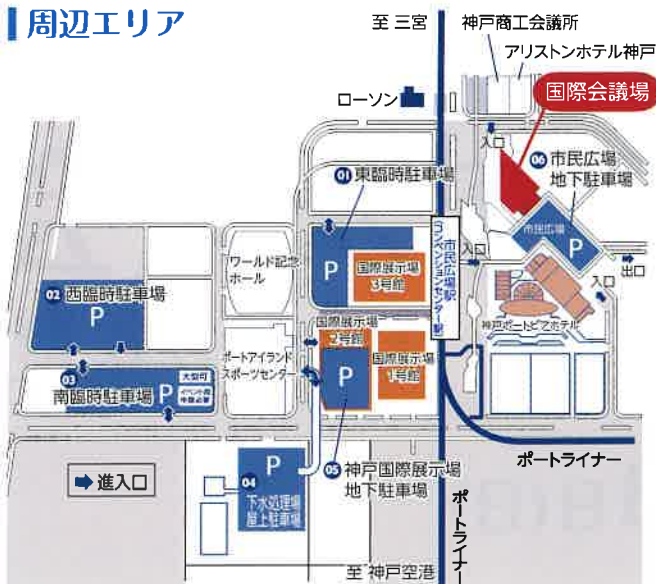 周辺エリア
至 三宮
神戸商工会議所
アリストンホテル神戸
ローソン
国際会議場
入口
01 東臨時駐車場
06 市民広場
地下駐車場
市民広場
P
入口
出口
入口
市民広場駅
(コンベンションセンター駅)
ワールド記念
ホール
P
国際展示場
3号館
02 西臨時駐車場
P
神戸ポートピアホテル
国際展示場
2号館
国際展示場
1号館
P
ポートアイランド
スポーツセンター
03
南臨時駐車場
P
大型可
ポートライナー
進入口
04
P
下水処理場
屋上駐車場
05 神戸国際展示場
地下駐車場
ポートライナー
至 神戸空港